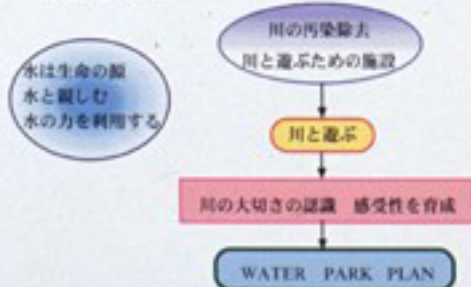 水は生命の源
水と親しむ
水の力を利用する
川の汚染除去
川と遊ぶための施設
川と遊ぶ
川の大切さの認識　感受性を育成
WATER PARK PLAN